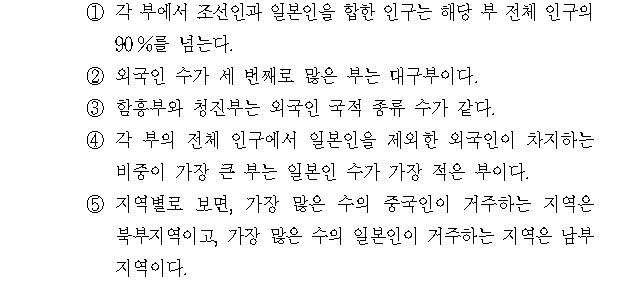 ① 각 부에서 조선인과 일본인을 합한 인구는 해당 부 전체 인구의
90%를 넘는다.
② 외국인 수가 세 번째로 많은 부는 대구부이다.
③ 함흥부와 청진부는 외국인 국적 종류 수가 같다.
④ 각 부의 전체 인구에서 일본인을 제외한 외국인이 차지하는
비중이 가장 큰 부는 일본인 수가 가장 적은 부이다.
⑤ 지역별로 보면, 가장 많은 수의 중국인이 거주하는 지역은
북부지역이고, 가장 많은 수의 일본인이 거주하는 지역은 남부
지역이다.